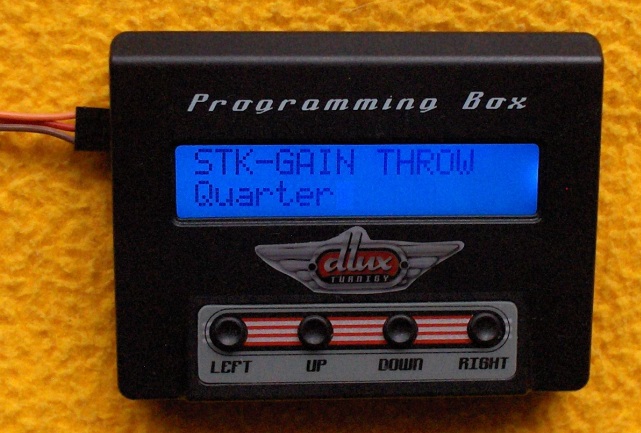 Programming Box
STK-GAIN THROW
Quarter
dlux
TURNIGY
LEFT UP DOWN RIGHT